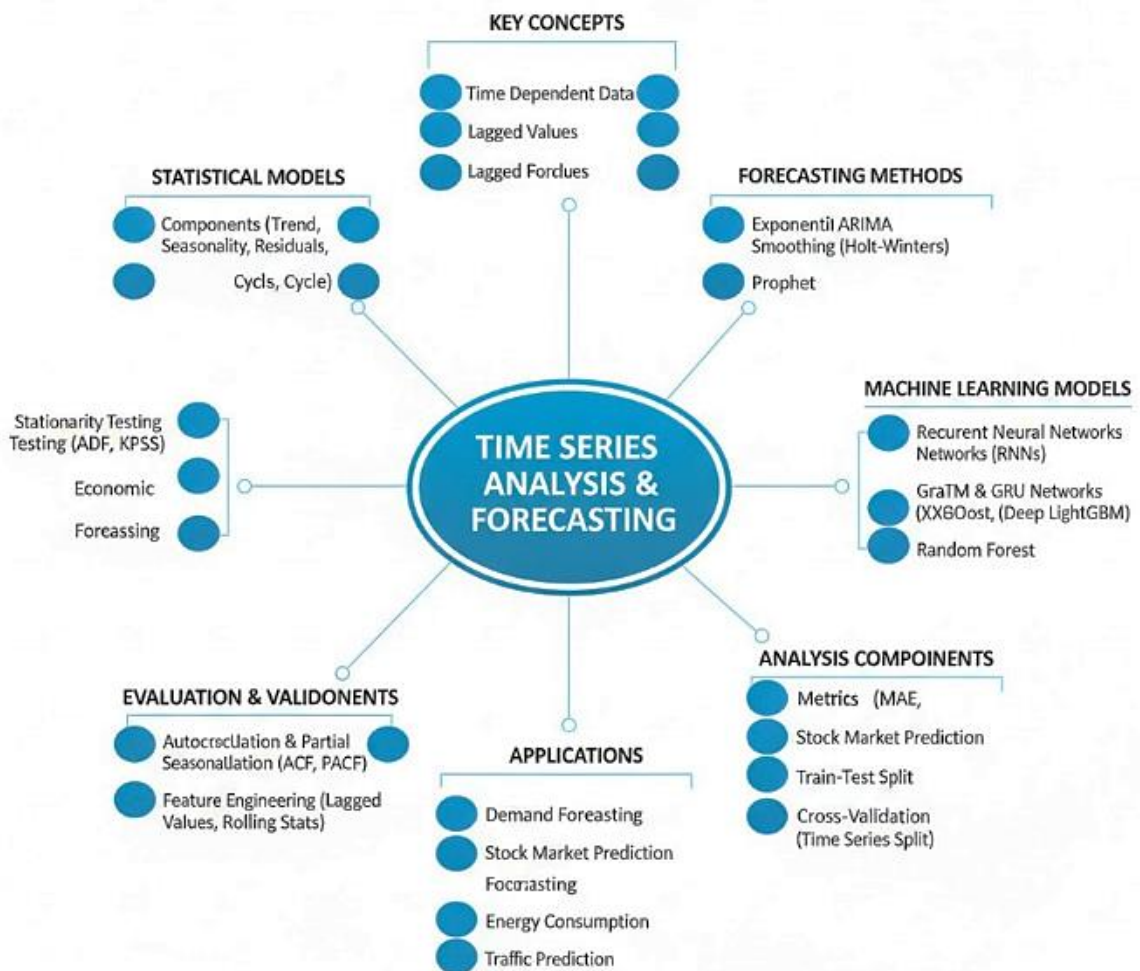 KEY CONCEPTS
Time Dependent Data
Lagged Values
Lagged Fordues
STATISTICAL MODELS
Components (Trend,
Seasonality, Residuals,
Cycls, Cycle)
FORECASTING METHODS
Exponentil ARIMA
Smoothing (Holt-Winters)
Prophet
MACHINE LEARNING MODELS
Recurent Neural Networks
Networks (RNNs)
GraTM & GRU Networks
(XXBOost, (Deep LightGBM)
Random Forest
Stationarity Testing
Testing (ADF, KPSS)
Economic
Foreassing
TIME SERIES
ANALYSIS &
FORECASTING
ANALYSIS COMPOINENTS
Metrics (MAE,
Stock Market Prediction
Train-Test Split
Cross-Validation
(Time Series Split)
EVALUATION & VALIDONENTS
& Partial
Seasonallation (ACF, PACF)
Feature Engineering (Lagged
Values, Rolling Stats)
APPLICATIONS
Demand Foreasting
Stock Market Prediction
Energy Consumption
Traffic Prediction